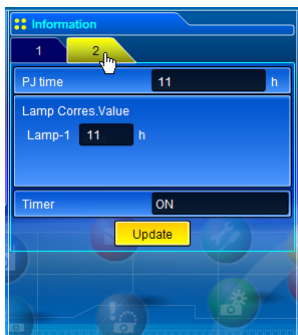 Information
1 2
PJ time 11 h
Lamp Corres.Value
Lamp-1 11 h
Timer ON
Update